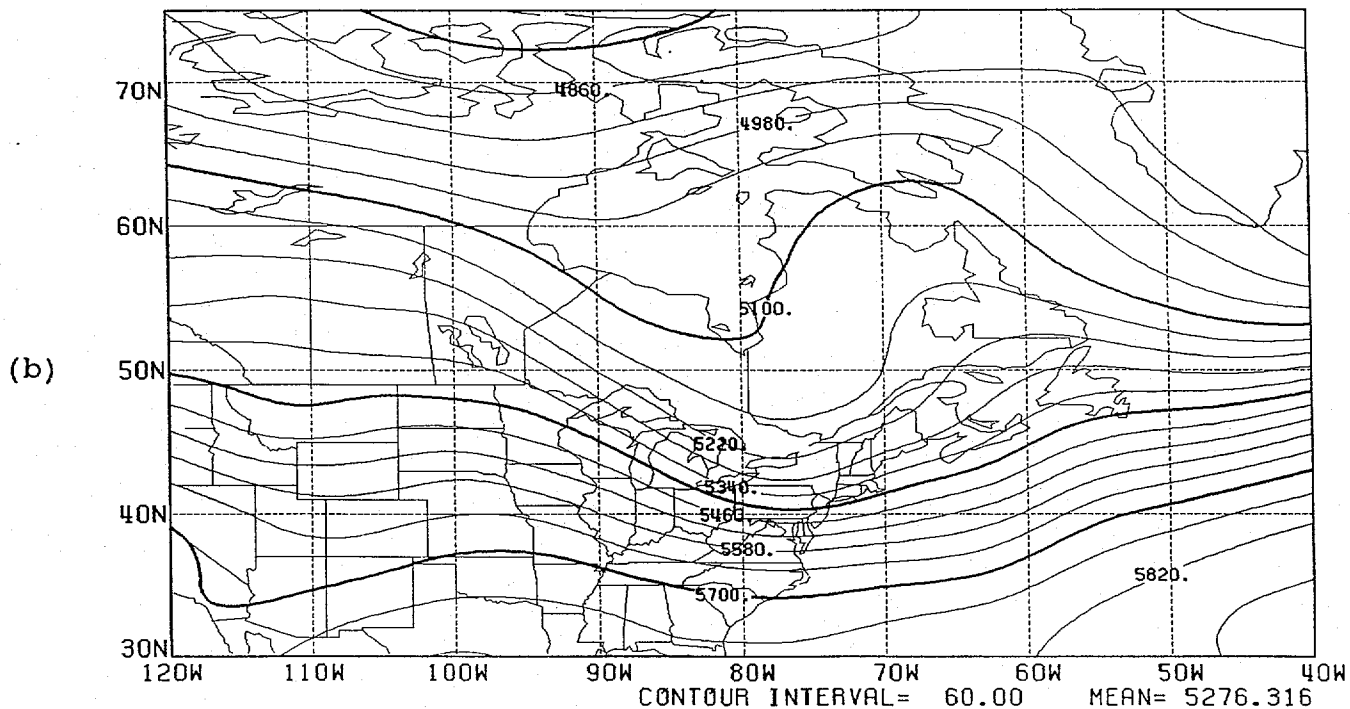 70N
4860.
4980.
60N
5100.
(b)
50N
5220.
5340.
5460.
40N
5580.
5820.
5700.
30N
120W 110W 100W 90W 80W 70W 60W 50W 40W
CONTOUR INTERVAL= 60.00 MEAN= 5276.316